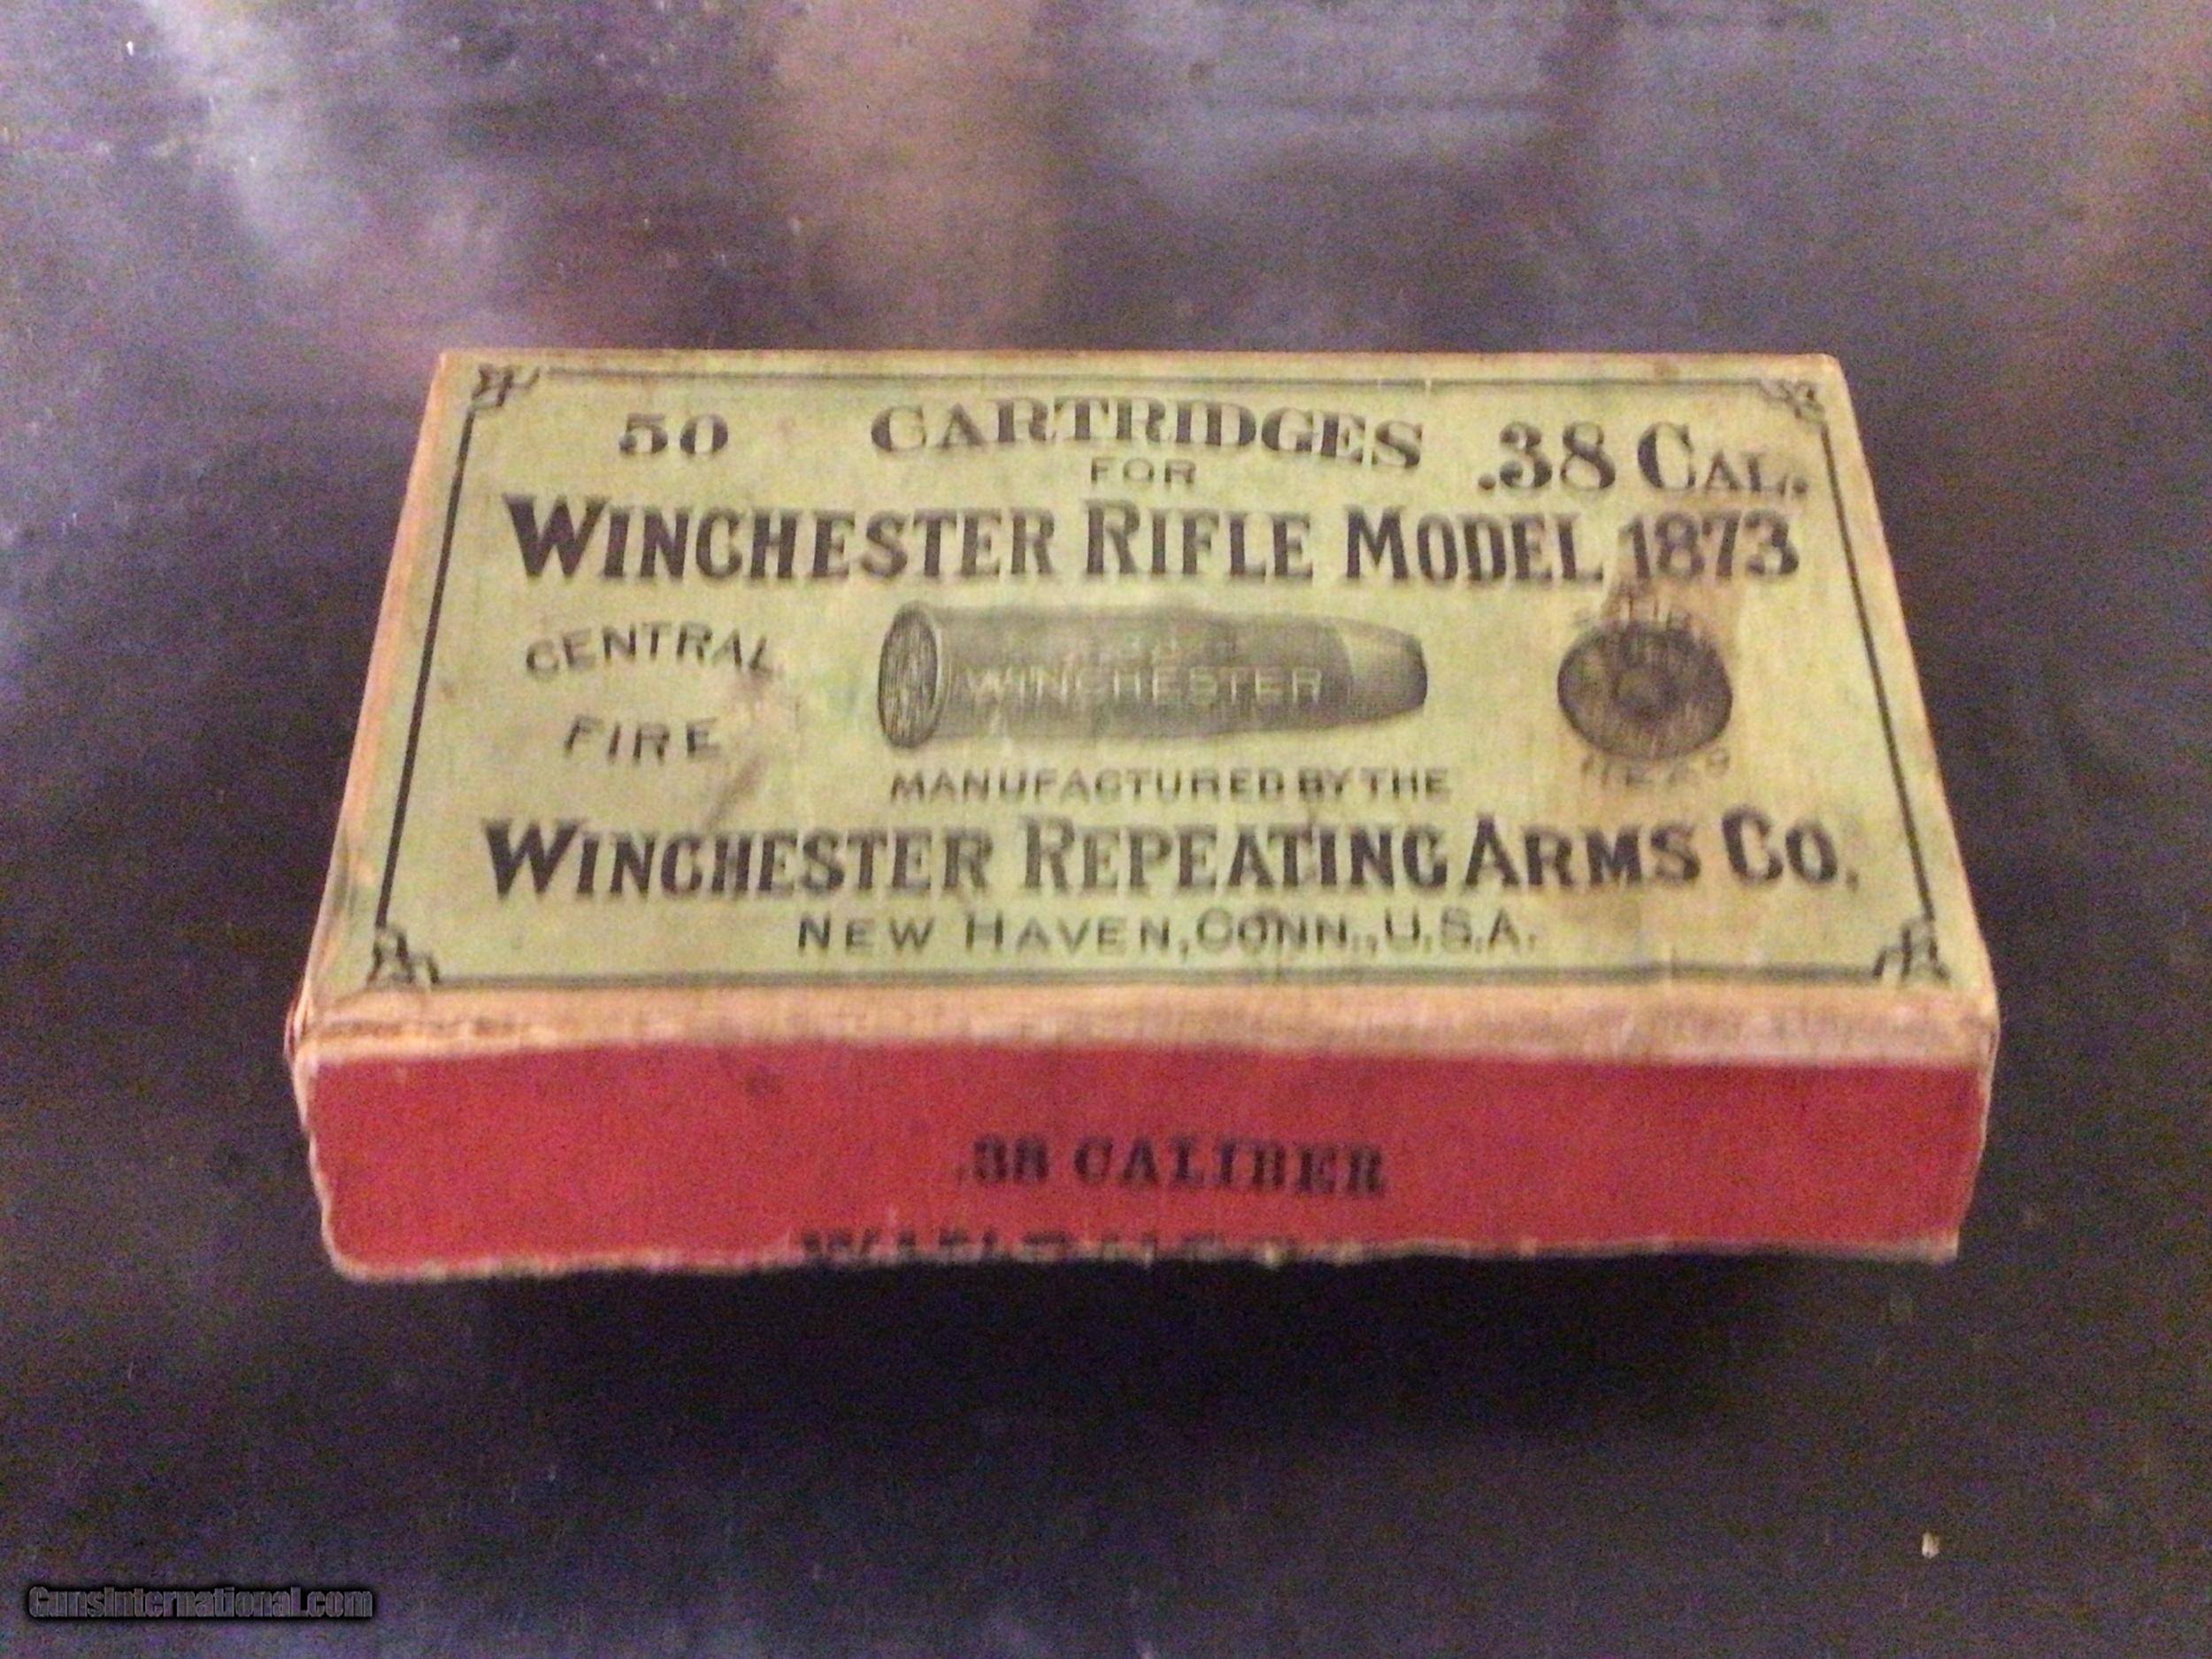 50 CARTRIDGES .38 CAL.
FOR
WINCHESTER RIFLE MODEL 1873
CENTRAL
FIRE
WINCHESTER
MANUFACTURED BY THE
WINCHESTER REPEATING ARMS CO.
NEW HAVEN, CONN., U.S.A.
.38 CALIBER
GunsInternational.com